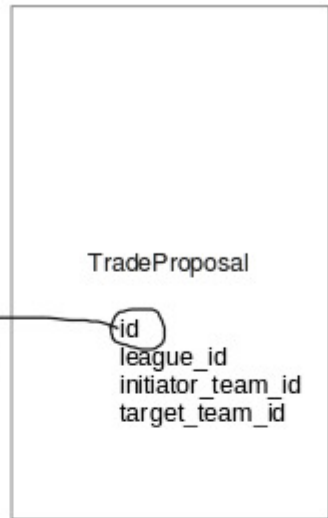 TradeProposal
id
league_id
initiator_team_id
target_team_id